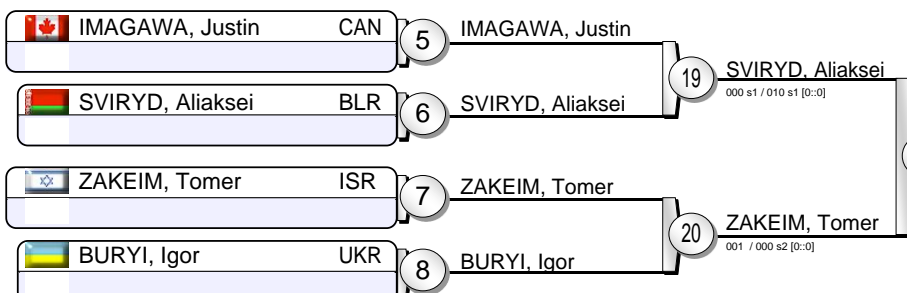 IMAGAWA, Justin CAN
5
IMAGAWA, Justin
19
SVIRYD, Aliaksei
000 s1 / 010 s1 [0::0]
SVIRYD, Aliaksei BLR
6
SVIRYD, Aliaksei
ZAKEIM, Tomer ISR
7
ZAKEIM, Tomer
20
ZAKEIM, Tomer
001 / 000 s2 [0::0]
BURYI, Igor UKR
8
BURYI, Igor